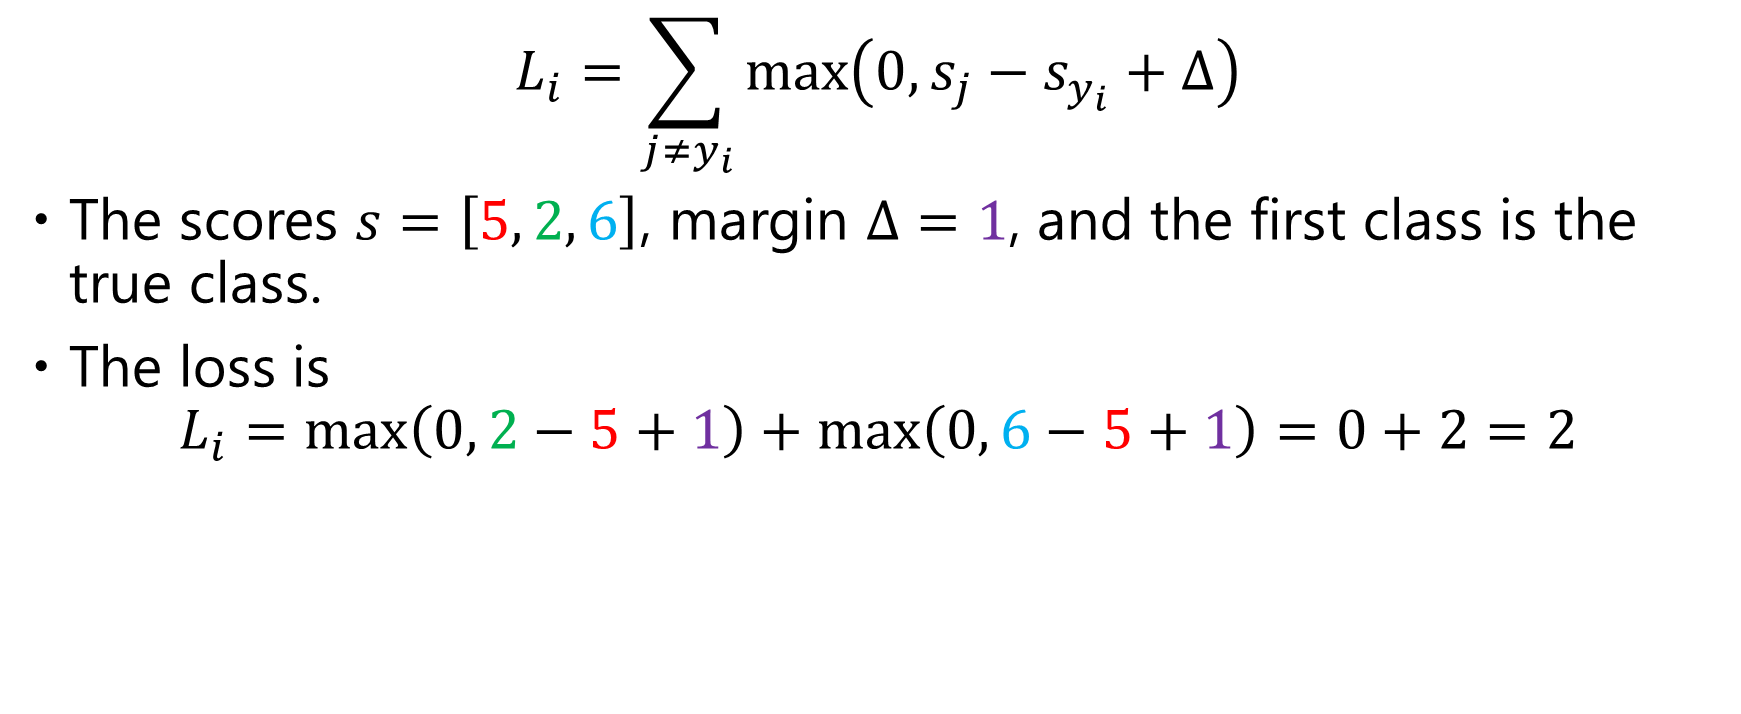 L_i = ∑_{j≠y_i} max(0, s_j − s_{y_i} + Δ)
• The scores s = [5, 2, 6], margin Δ = 1, and the first class is the
true class.
• The loss is
L_i = max(0, 2 − 5 + 1) + max(0, 6 − 5 + 1) = 0 + 2 = 2